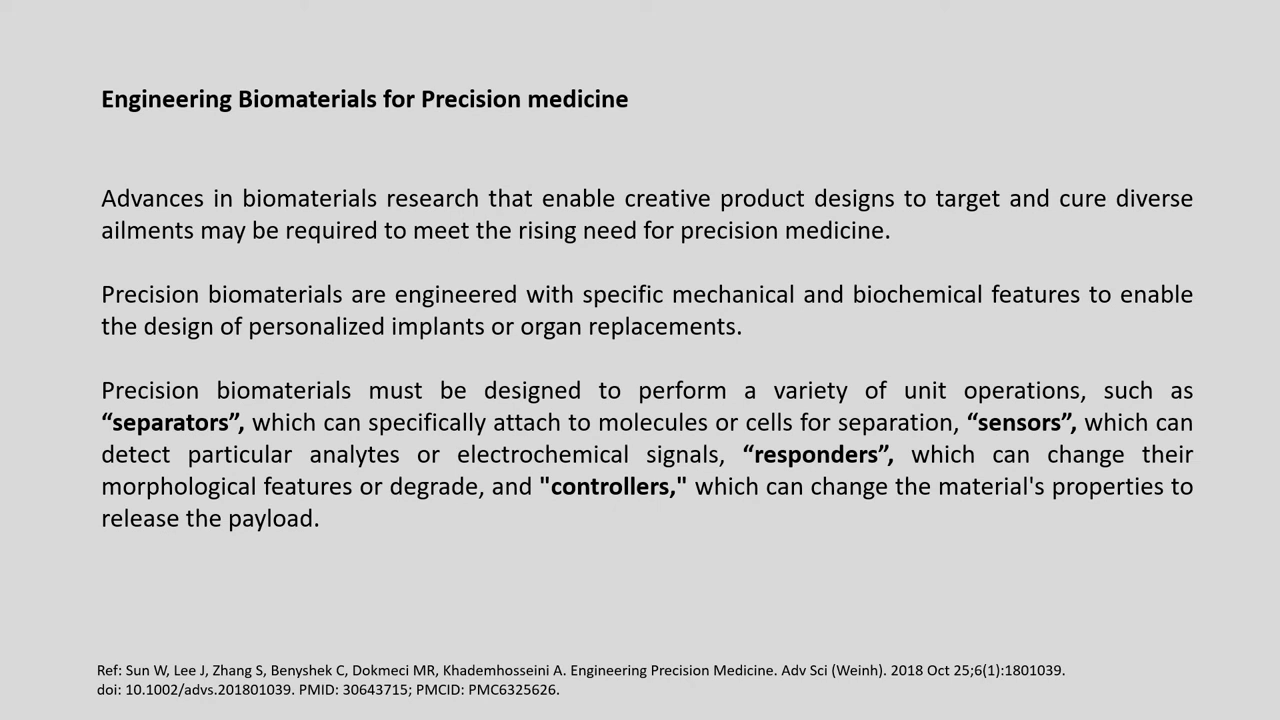 Engineering Biomaterials for Precision medicine
Advances in biomaterials research that enable creative product designs to target and cure diverse
ailments may be required to meet the rising need for precision medicine.
Precision biomaterials are engineered with specific mechanical and biochemical features to enable
the design of personalized implants or organ replacements.
Precision biomaterials must be designed to perform a variety of unit operations, such as
“separators”, which can specifically attach to molecules or cells for separation, “sensors”, which can
detect particular analytes or electrochemical signals, “responders”, which can change their
morphological features or degrade, and "controllers," which can change the material's properties to
release the payload.
Ref: Sun W, Lee J, Zhang S, Benyshek C, Dokmeci MR, Khademhosseini A. Engineering Precision Medicine. Adv Sci (Weinh). 2018 Oct 25;6(1):1801039.
doi: 10.1002/advs.201801039. PMID: 30643715; PMCID: PMC6325626.